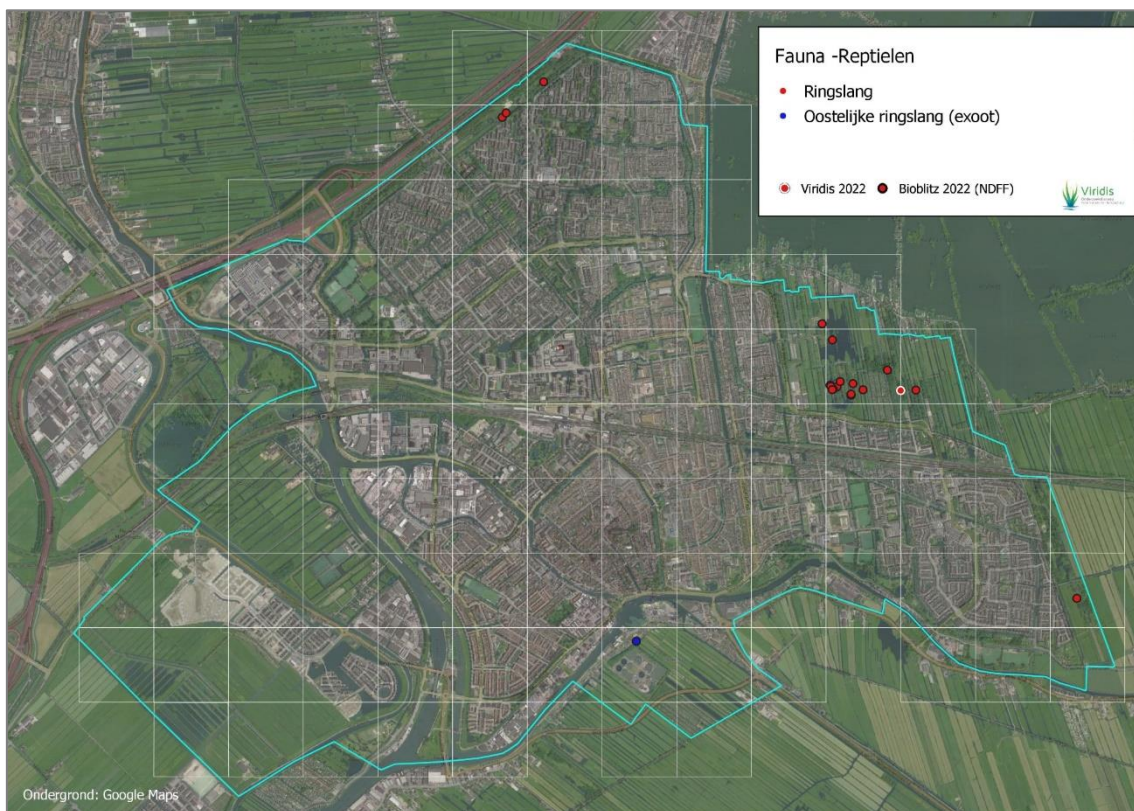 Fauna -Reptielen
Ringslang
Oostelijke ringslang (exoot)
Viridis 2022
Bioblitz 2022 (NDFF)
Viridis
Ondergrond: Google Maps